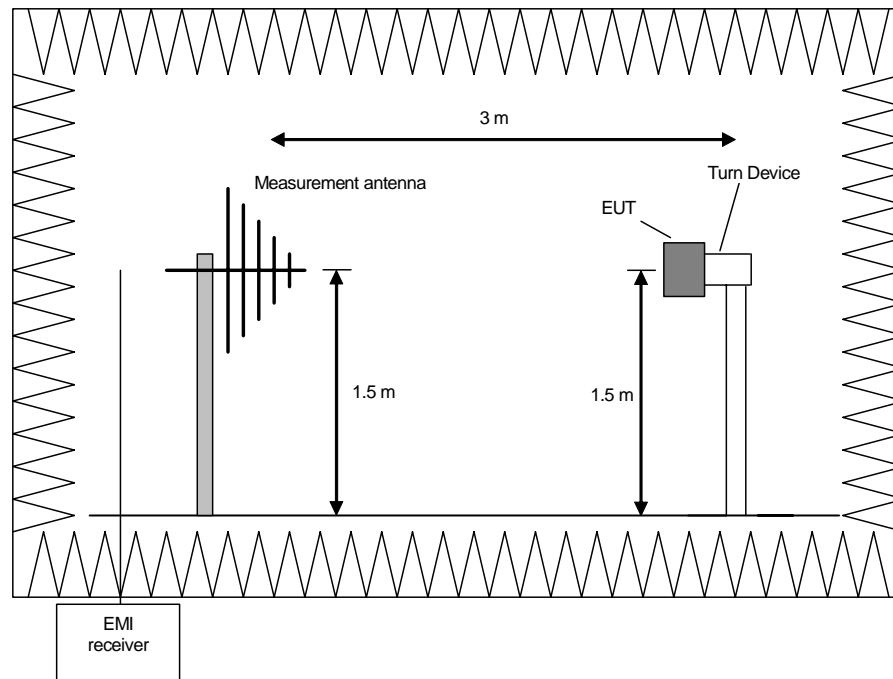 3 m
Measurement antenna
Turn Device
EUT
1.5 m
1.5 m
EMI
receiver